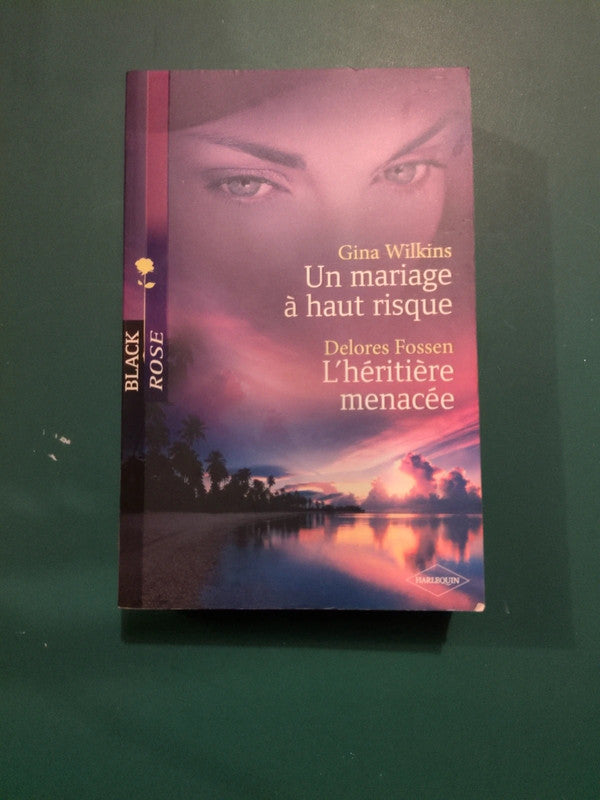 Gina Wilkins
Un mariage
à haut risque
Delores Fossen
L'héritière
menacée
BLACK
ROSE
HARLEQUIN